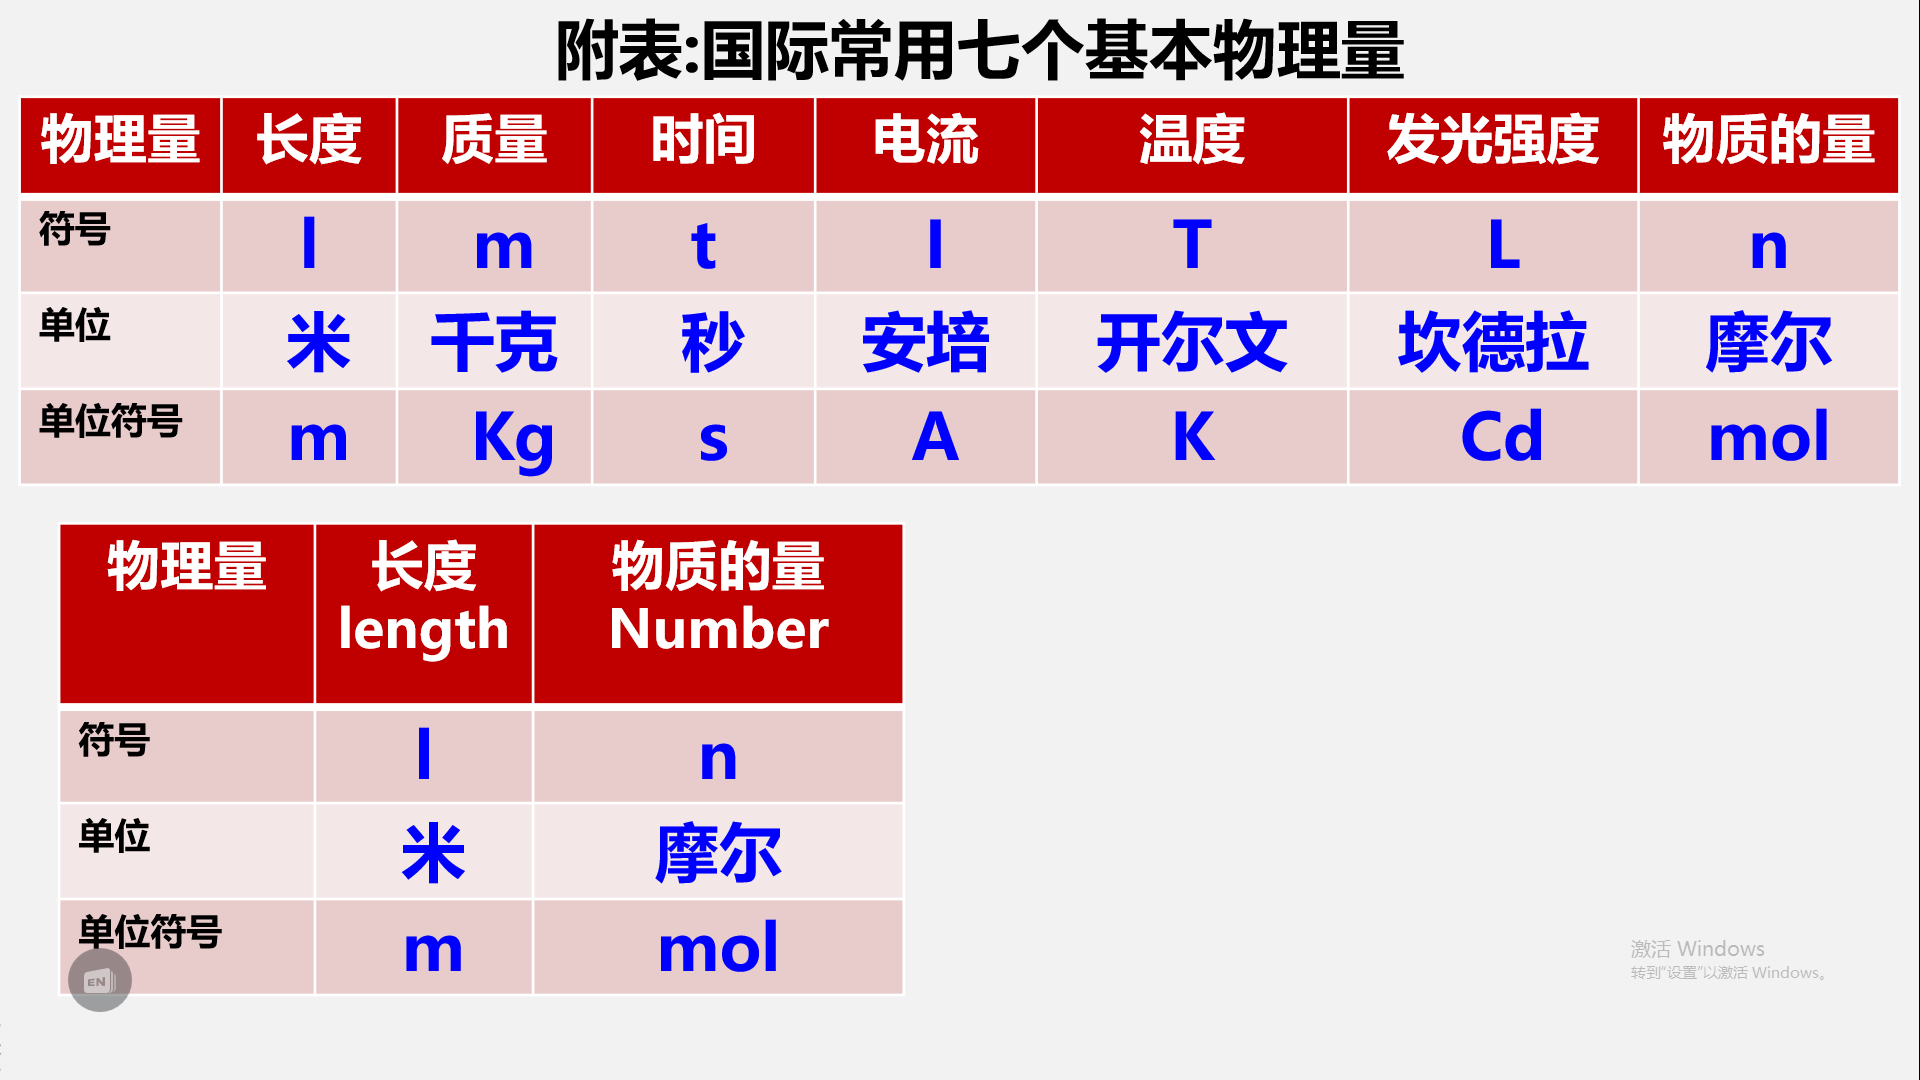 附表:国际常用七个基本物理量
物理量 长度 质量 时间 电流 温度 发光强度 物质的量
符号 l m t I T L n
单位 米 千克 秒 安培 开尔文 坎德拉 摩尔
单位符号 m Kg s A K Cd mol
物理量 长度 物质的量
length Number
符号 l n
单位 米 摩尔
单位符号 m mol
EN
激活 Windows
转到“设置”以激活 Windows。